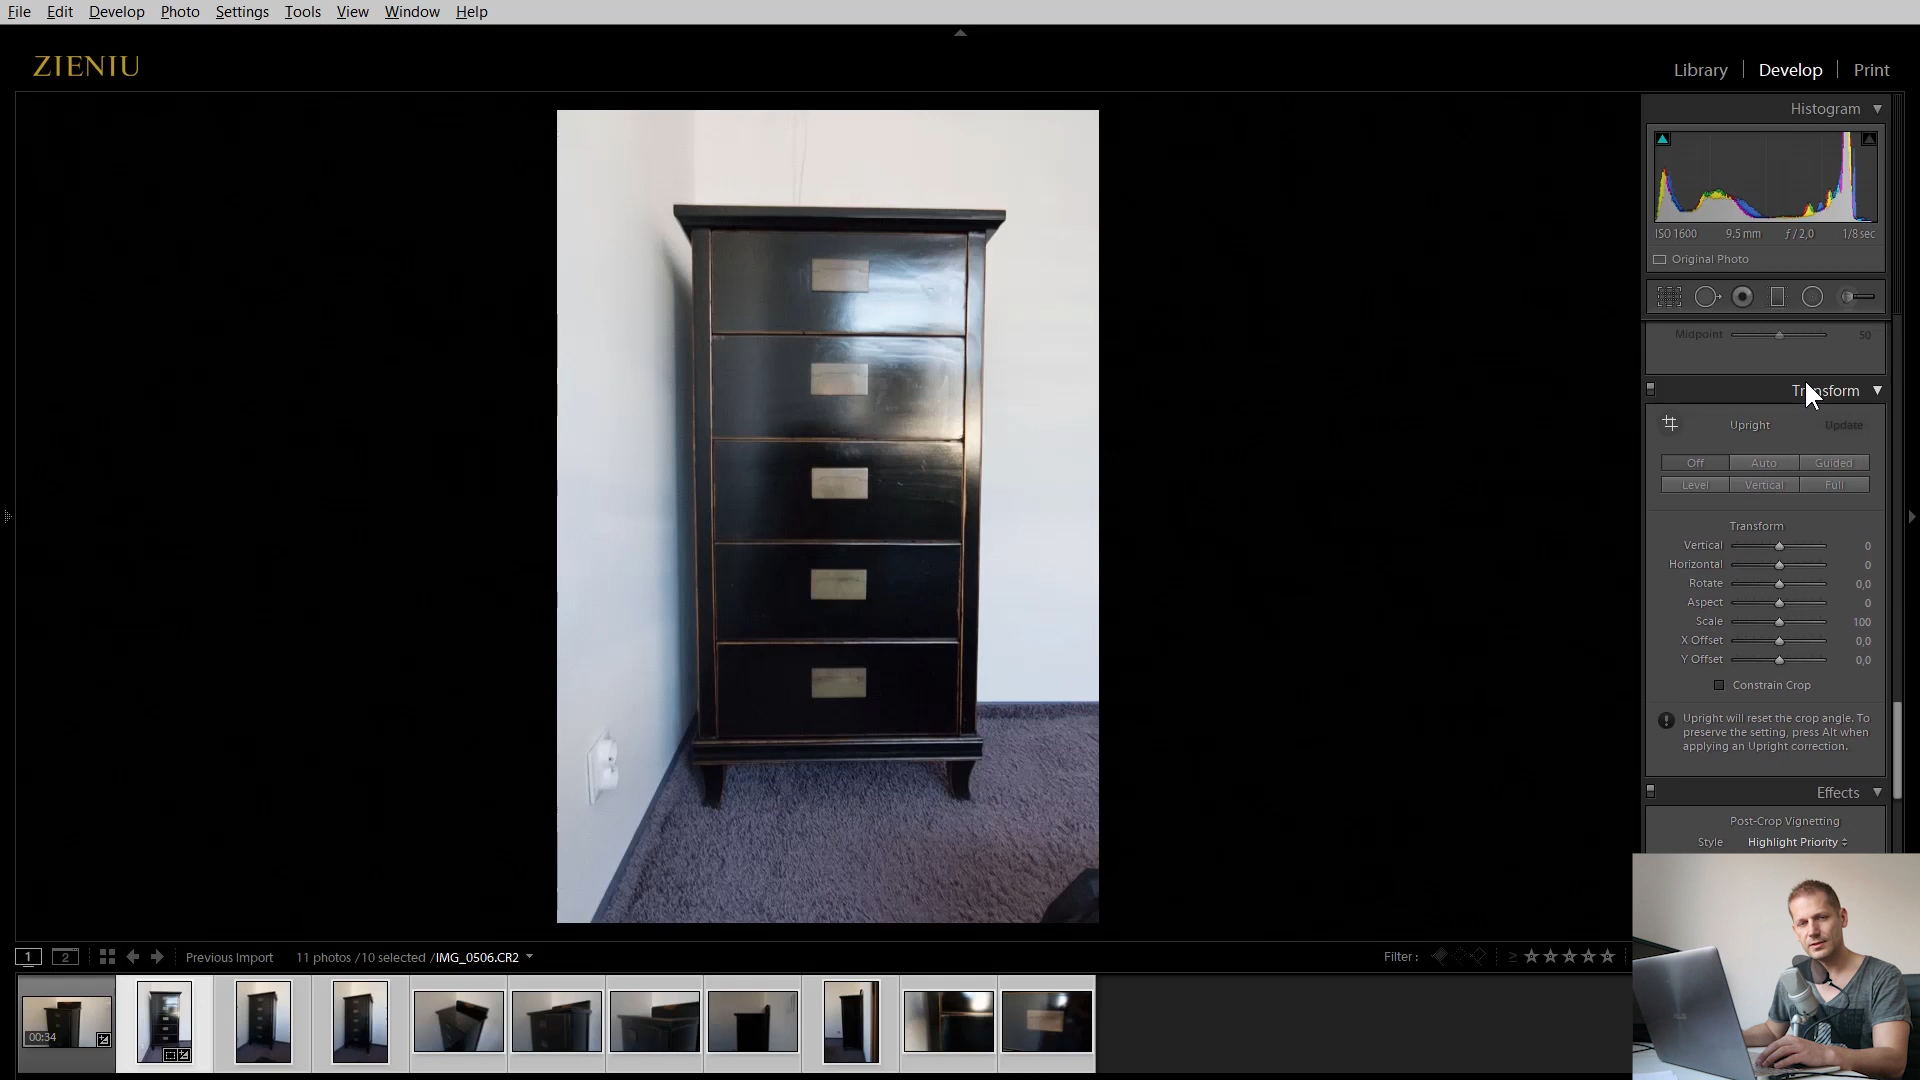 File Edit Develop Photo Settings Tools View Window Help
ZIENIU
Library Develop Print
Histogram
ISO 1600 9.5 mm ƒ / 2,0 1/8 sec
Original Photo
Midpoint 50
Transform
Upright Update
Off Auto Guided
Level Vertical Full
Transform
Vertical 0
Horizontal 0
Rotate 0,0
Aspect 0
Scale 100
X Offset 0,0
Y Offset 0,0
Constrain Crop
Upright will reset the crop angle. To
preserve the setting, press Alt when
applying an Upright correction.
Effects
Post-Crop Vignetting
Style Highlight Priority
1 2 Previous Import 11 photos /10 selected /IMG_0506.CR2 Filter : ≥
00:34